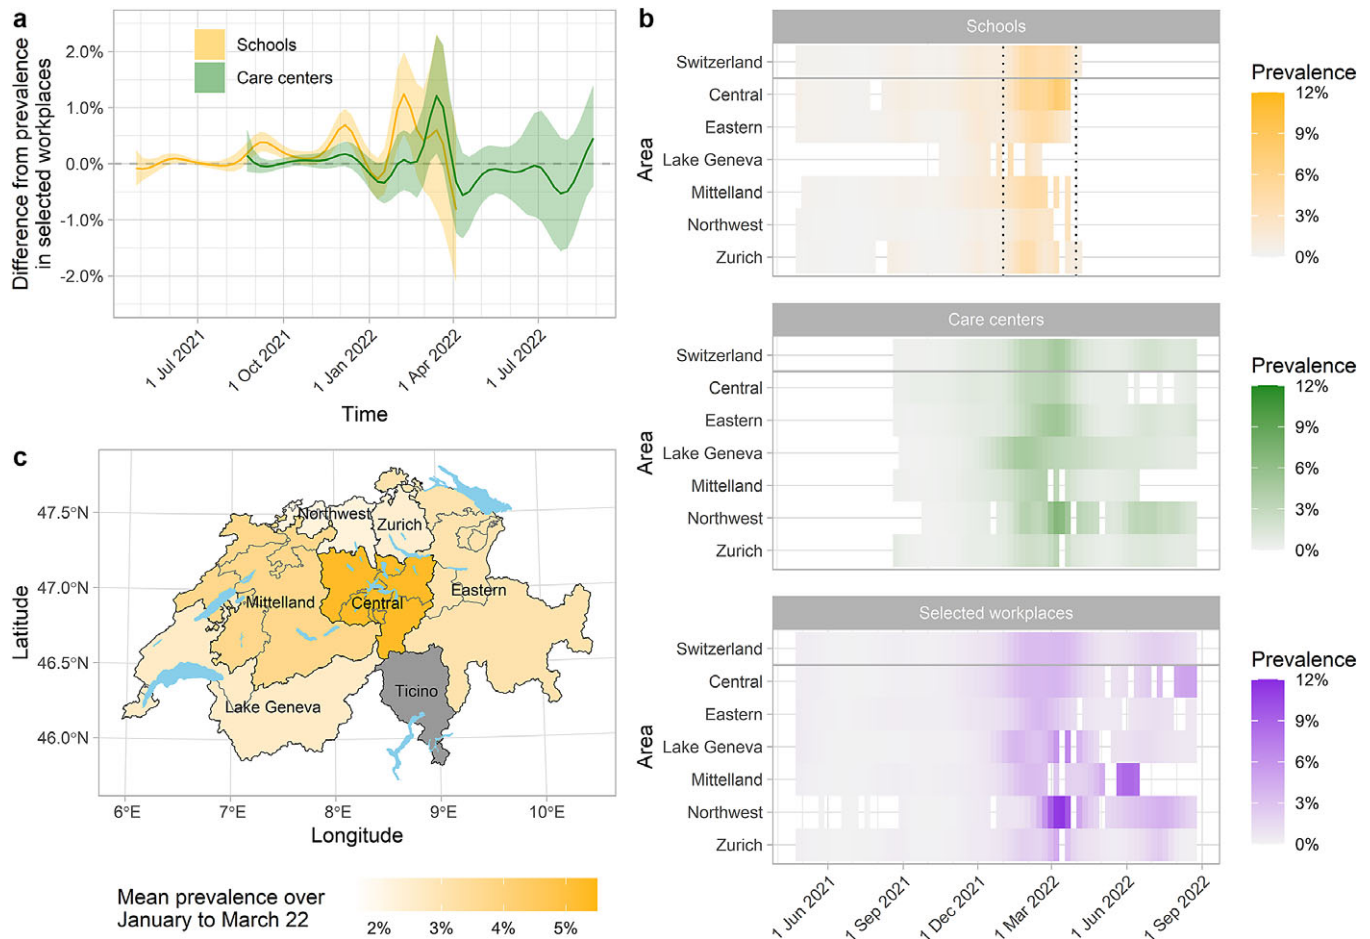 a
Difference from prevalence
in selected workplaces
2.0%
1.0%
0.0%
-1.0%
-2.0%
Schools
Care centers
1 Jul 2021
1 Oct 2021
1 Jan 2022
1 Apr 2022
1 Jul 2022
Time
b
Schools
Area
Switzerland
Central
Eastern
Lake Geneva
Mittelland
Northwest
Zurich
Prevalence
12%
9%
6%
3%
0%
Care centers
Area
Switzerland
Central
Eastern
Lake Geneva
Mittelland
Northwest
Zurich
Prevalence
12%
9%
6%
3%
0%
Selected workplaces
Area
Switzerland
Central
Eastern
Lake Geneva
Mittelland
Northwest
Zurich
Prevalence
12%
9%
6%
3%
0%
1 Jun 2021
1 Sep 2021
1 Dec 2021
1 Mar 2022
1 Jun 2022
1 Sep 2022
c
Latitude
47.5°N
47.0°N
46.5°N
46.0°N
Northwest
Zurich
Mittelland
Central
Eastern
Ticino
Lake Geneva
6°E
7°E
8°E
9°E
10°E
Longitude
Mean prevalence over
January to March 22
2%
3%
4%
5%